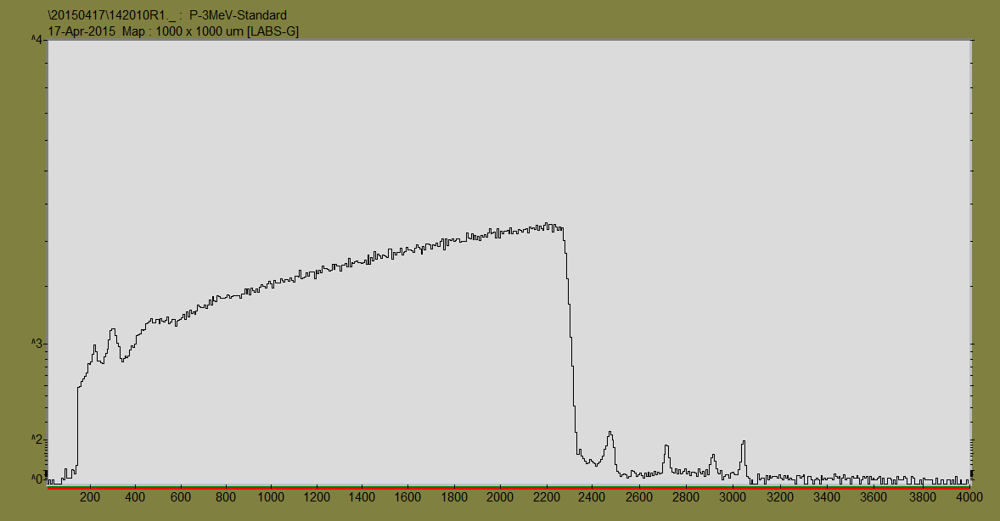 \20150417\142010R1._ : P-3MeV-Standard
17-Apr-2015 Map : 1000 x 1000 um [LABS-G]
^4
^3
^2
^0
200 400 600 800 1000 1200 1400 1600 1800 2000 2200 2400 2600 2800 3000 3200 3400 3600 3800 4000